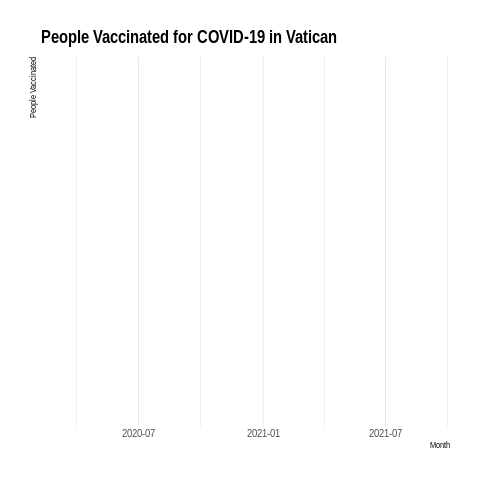 People Vaccinated for COVID-19 in Vatican
People Vaccinated
2020-07
2021-01
2021-07
Month